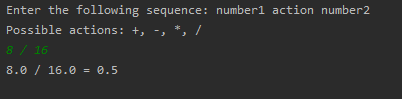 Enter the following sequence: number1 action number2
Possible actions: +, -, *, /
8 / 16
8.0 / 16.0 = 0.5